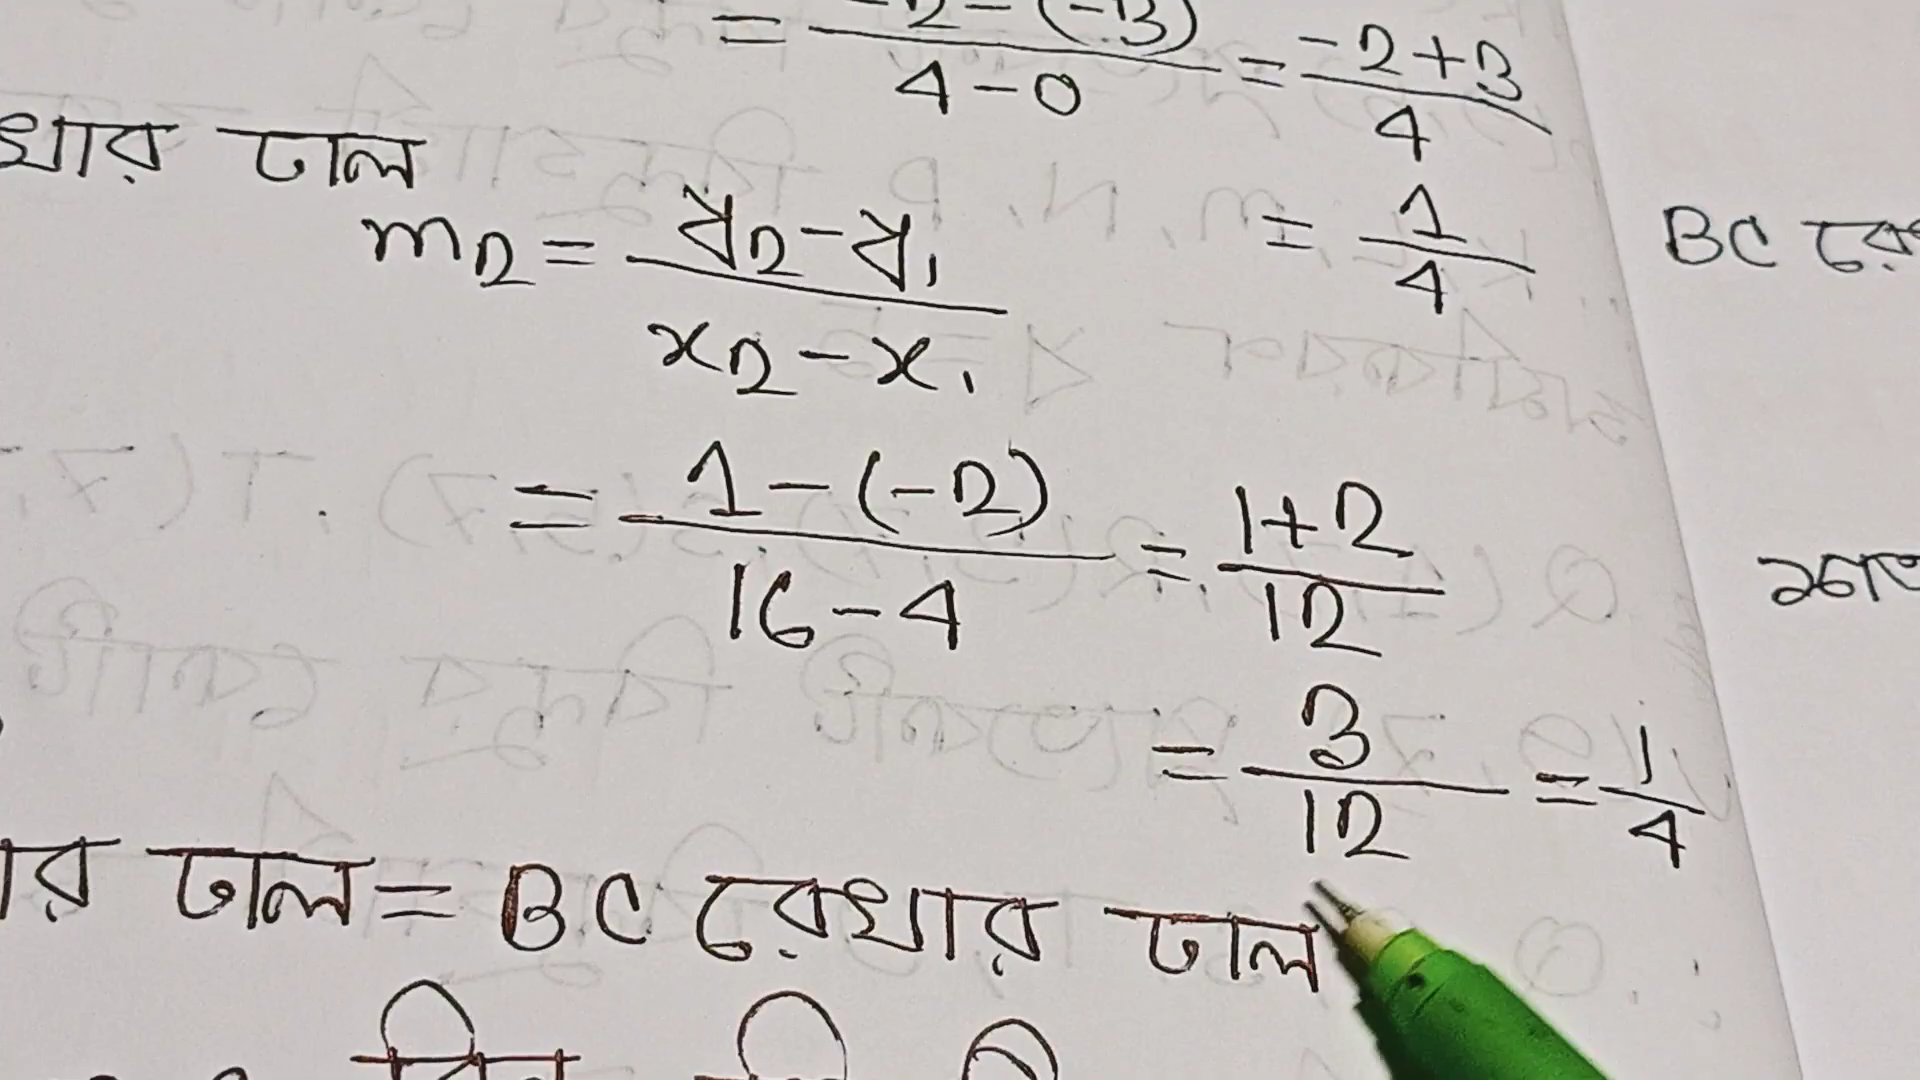 = -2-(-3) / 4-0 = -2+3 / 4
ঢাল
= 1/4
m2 = y2-y1 / x2-x1
BC
= 1-(-2) / 16-4 = 1+2 / 12
= 3/12 = 1/4
ঢাল = BC রেখার ঢাল